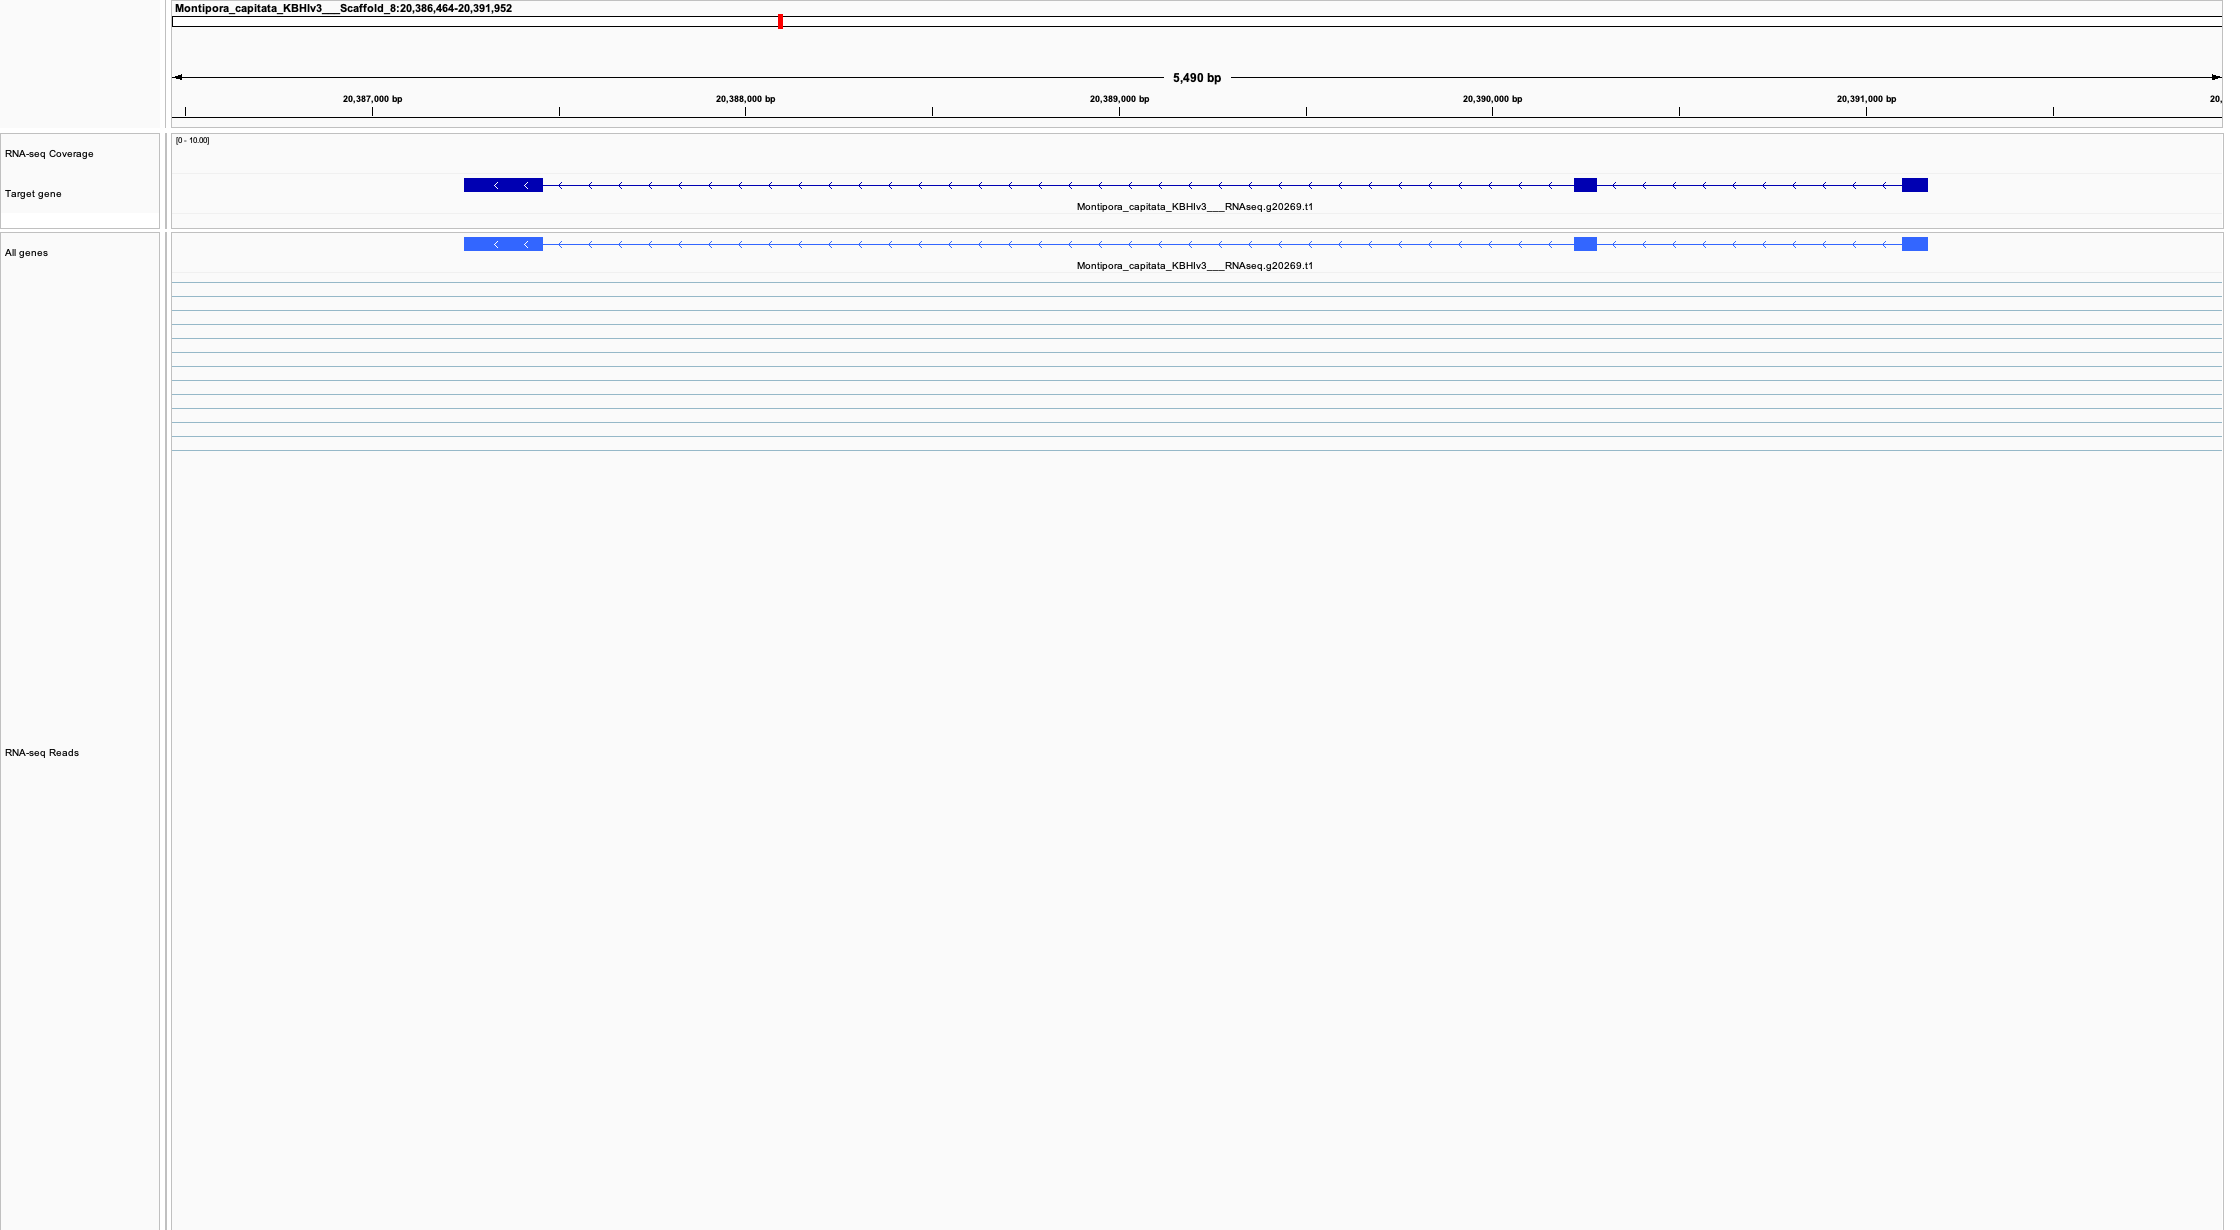 Montipora_capitata_KBHIv3___Scaffold_8:20,386,464-20,391,952
5,490 bp
20,387,000 bp 20,388,000 bp 20,389,000 bp 20,390,000 bp 20,391,000 bp 20,
RNA-seq Coverage
[0 - 10.00]
Target gene
Montipora_capitata_KBHIv3___RNAseq.g20269.t1
All genes
Montipora_capitata_KBHIv3___RNAseq.g20269.t1
RNA-seq Reads